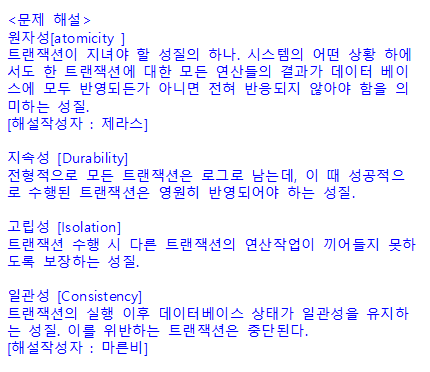 <문제 해설>
원자성[atomicity ]
트랜잭션이 지녀야 할 성질의 하나. 시스템의 어떤 상황 하에
서도 한 트랜잭션에 대한 모든 연산들의 결과가 데이터 베이
스에 모두 반영되든가 아니면 전혀 반응되지 않아야 함을 의
미하는 성질.
[해설작성자 : 제라스]

지속성 [Durability]
전형적으로 모든 트랜잭션은 로그로 남는데, 이 때 성공적으
로 수행된 트랜잭션은 영원히 반영되어야 하는 성질.

고립성 [Isolation]
트랜잭션 수행 시 다른 트랜잭션의 연산작업이 끼어들지 못하
도록 보장하는 성질.

일관성 [Consistency]
트랜잭션의 실행 이후 데이터베이스 상태가 일관성을 유지하
는 성질. 이를 위반하는 트랜잭션은 중단된다.
[해설작성자 : 마른비]